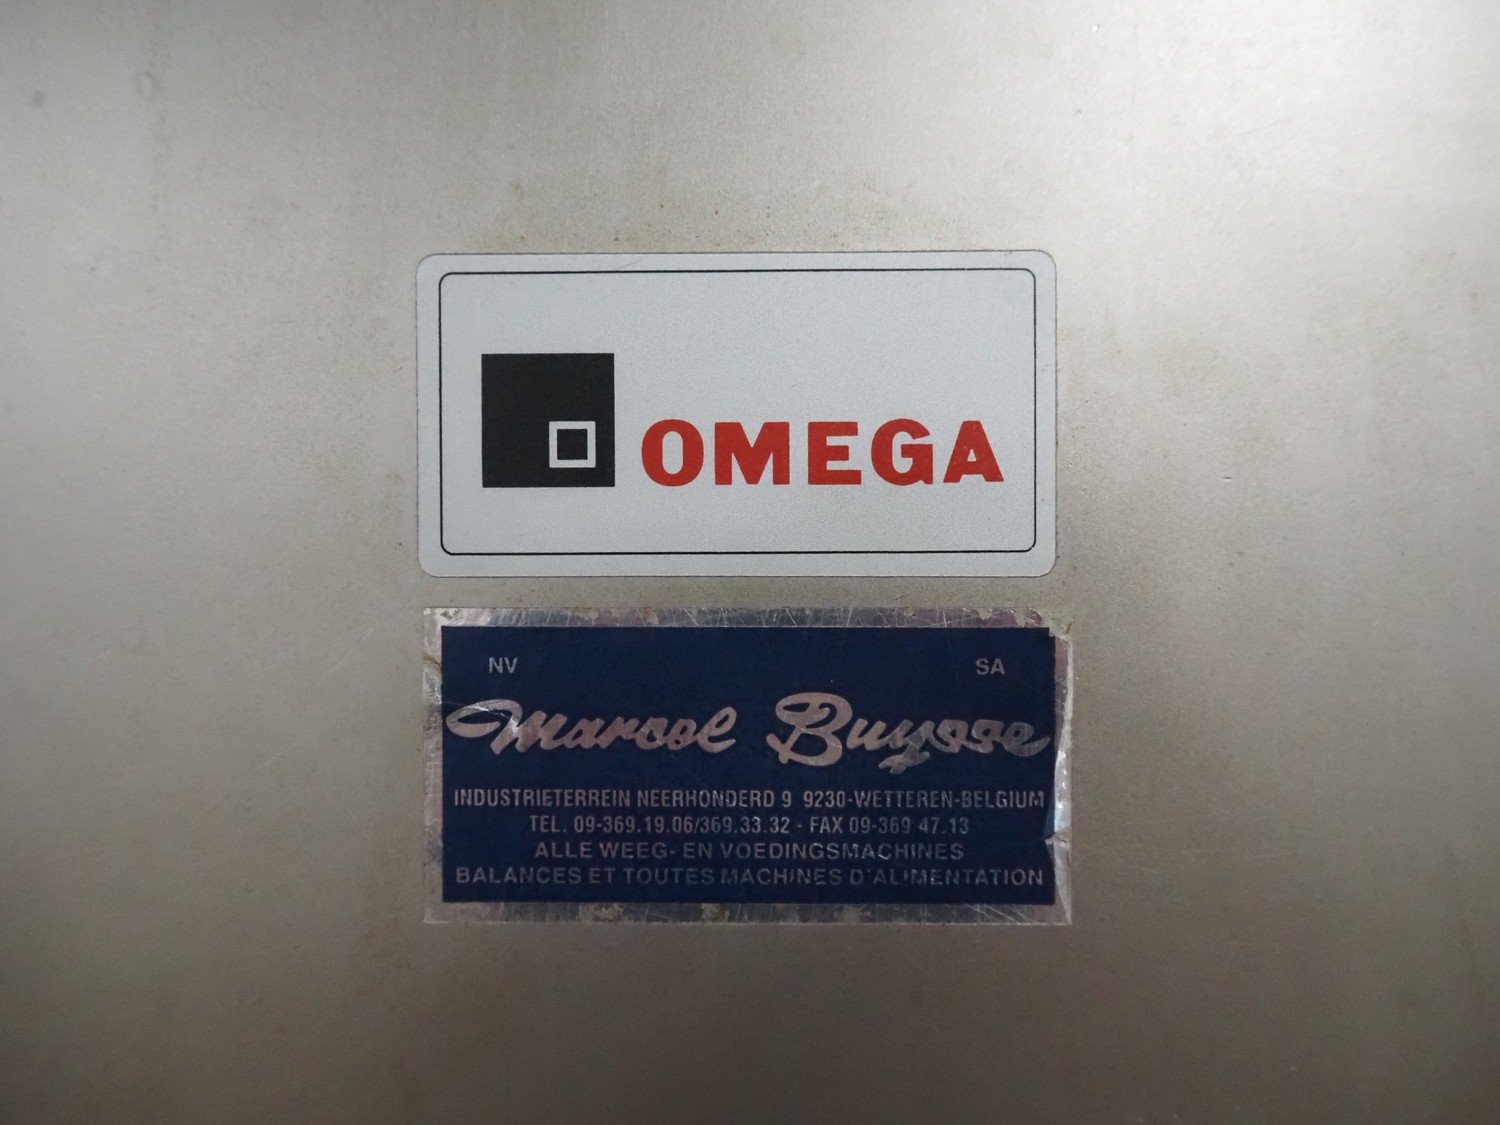 OMEGA
NV SA
Marcel Buysse
INDUSTRIETERREIN NEERHONDERD 9 9230-WETTEREN-BELGIUM
TEL. 09-369.19.06/369.33.32 - FAX 09-369.47.13
ALLE WEEG- EN VOEDINGSMACHINES
BALANCES ET TOUTES MACHINES D'ALIMENTATION